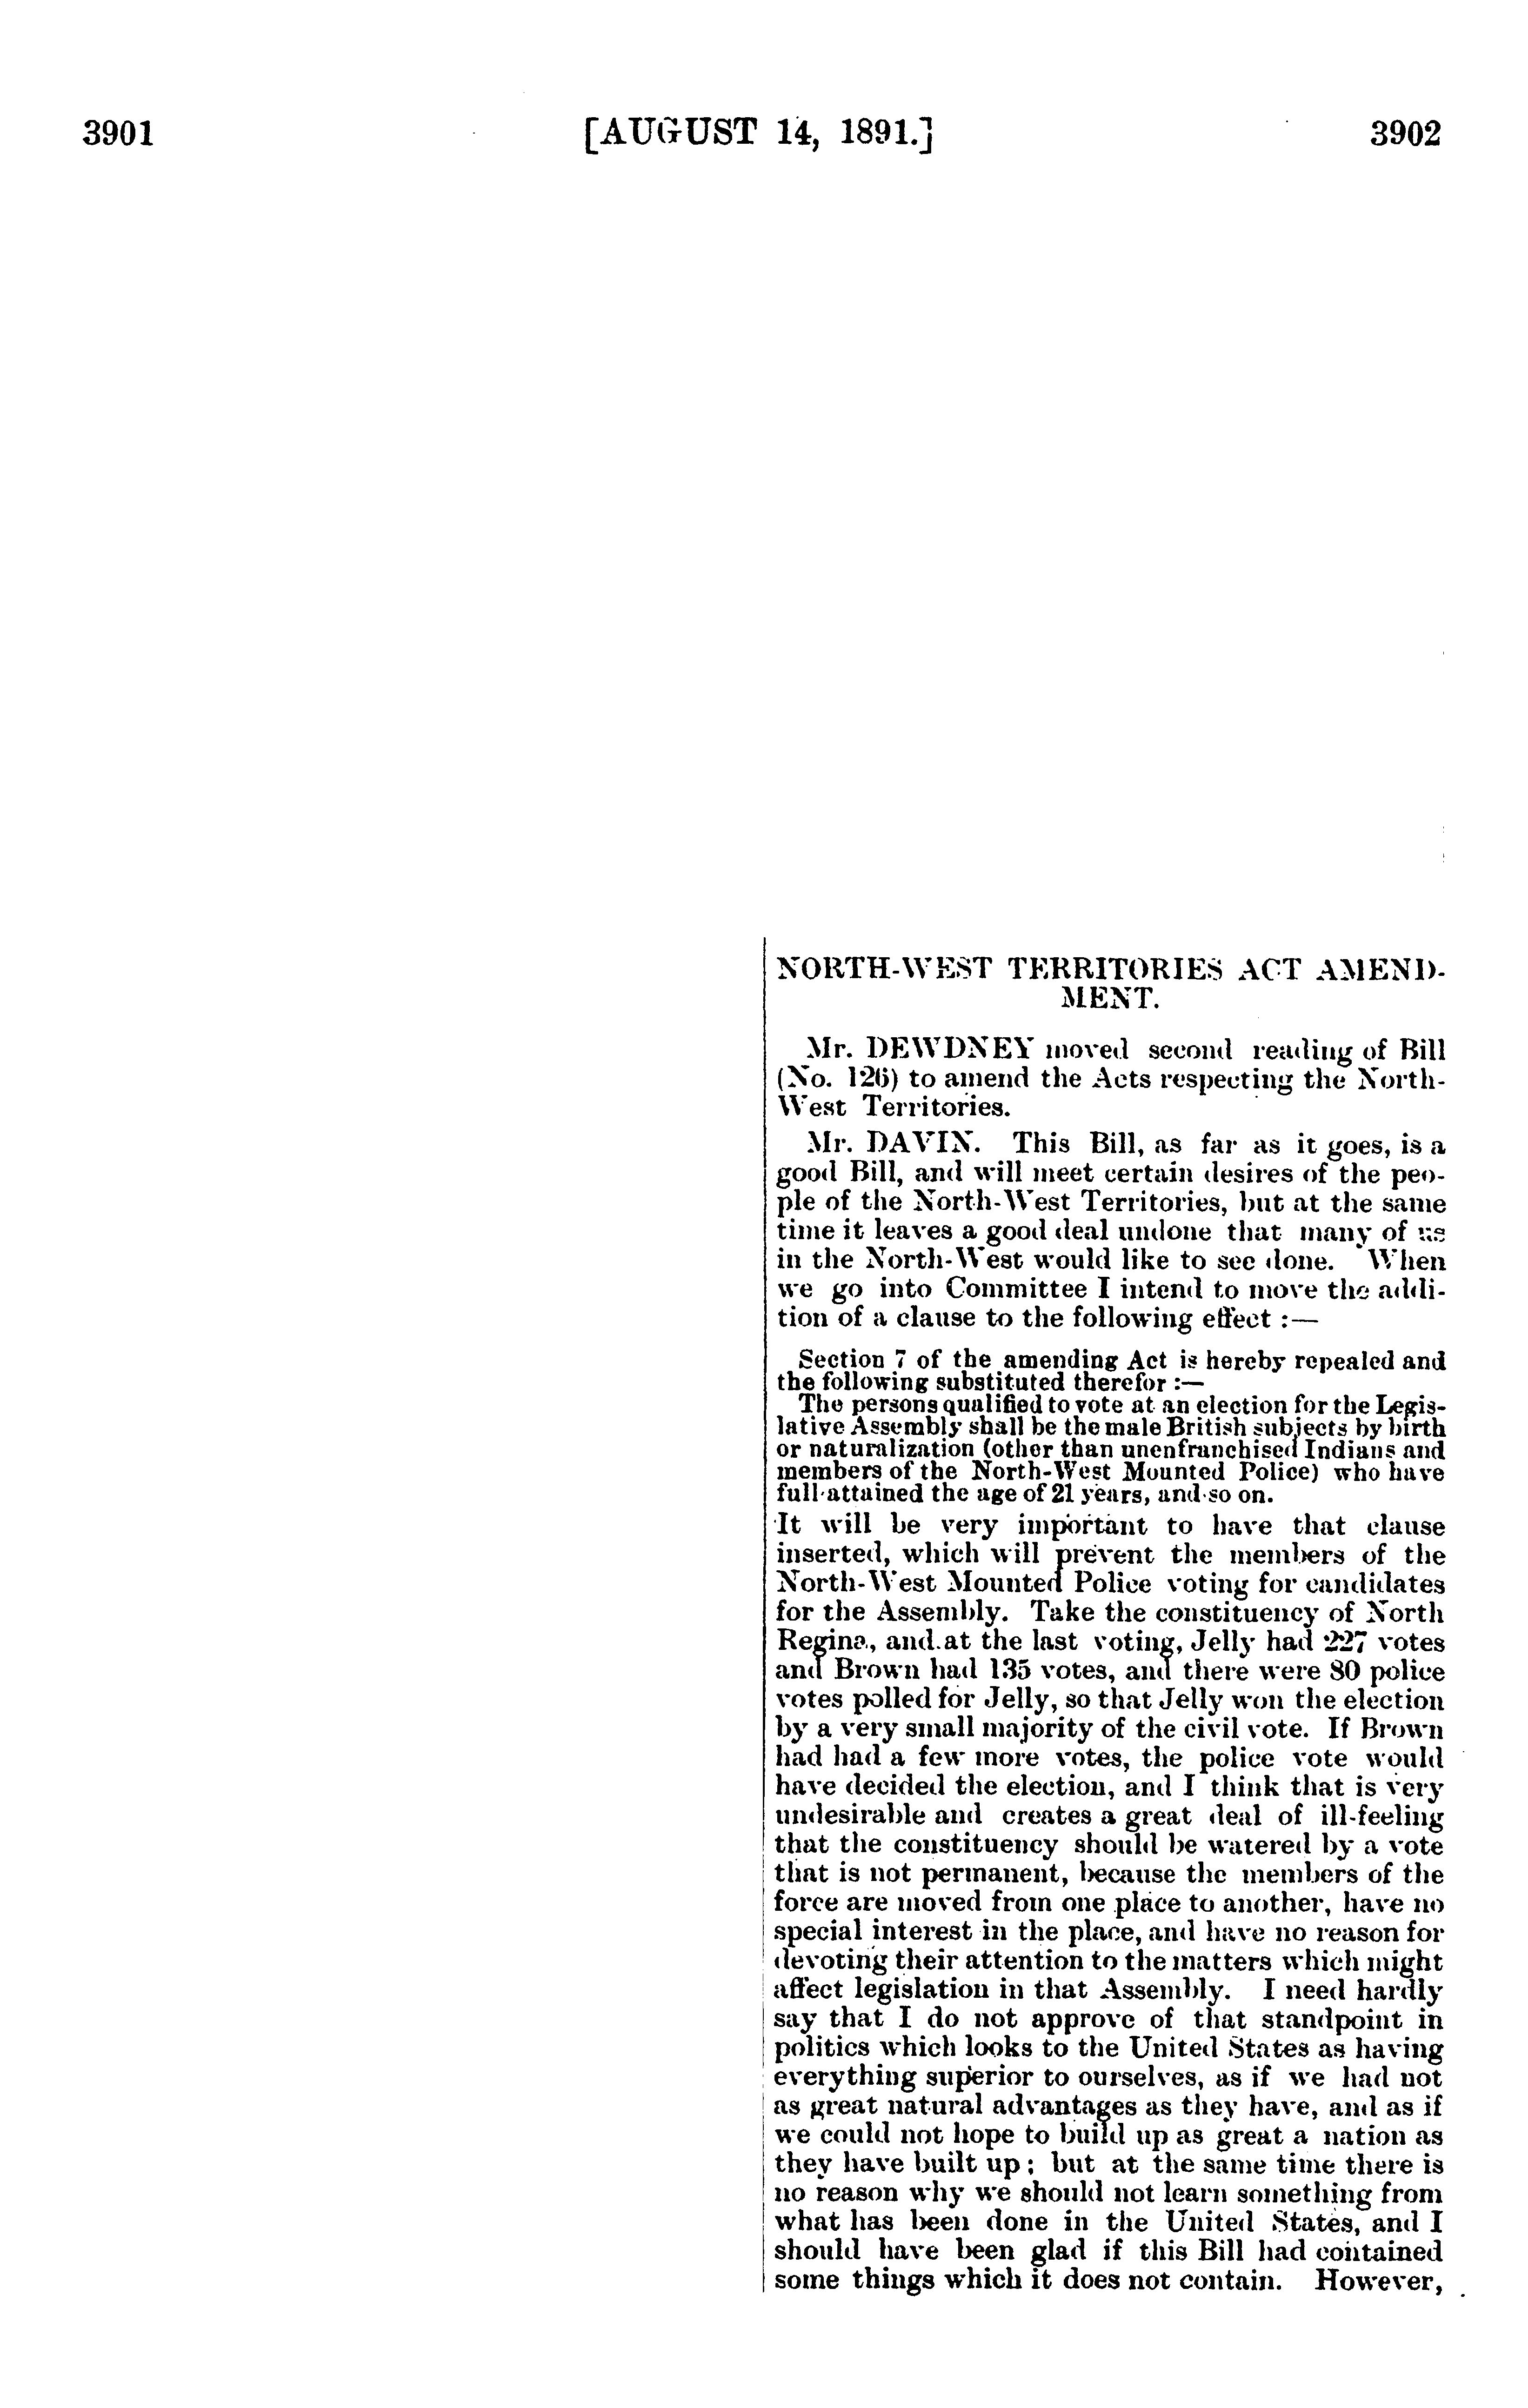 3901 [AUGUST 14, 1891.] 3902
NORTH-WEST TERRITORIES ACT AMEND-
MENT.
Mr. DEWDNEY moved second reading of Bill
(No. 126) to amend the Acts respecting the North-
West Territories.
Mr. DAVIN. This Bill, as far as it goes, is a
good Bill, and will meet certain desires of the peo-
ple of the North-West Territories, but at the same
time it leaves a good deal undone that many of us
in the North-West would like to see done. When
we go into Committee I intend to move the addi-
tion of a clause to the following effect :—
Section 7 of the amending Act is hereby repealed and
the following substituted therefor :—
The persons qualified to vote at an election for the Legis-
lative Assembly shall be the male British subjects by birth
or naturalization (other than unenfranchised Indians and
members of the North-West Mounted Police) who have
full attained the age of 21 years, and so on.
It will be very important to have that clause
inserted, which will prevent the members of the
North-West Mounted Police voting for candidates
for the Assembly. Take the constituency of North
Regina, and at the last voting, Jelly had 227 votes
and Brown had 135 votes, and there were 80 police
votes polled for Jelly, so that Jelly won the election
by a very small majority of the civil vote. If Brown
had had a few more votes, the police vote would
have decided the election, and I think that is very
undesirable and creates a great deal of ill-feeling
that the constituency should be watered by a vote
that is not permanent, because the members of the
force are moved from one place to another, have no
special interest in the place, and have no reason for
devoting their attention to the matters which might
affect legislation in that Assembly. I need hardly
say that I do not approve of that standpoint in
politics which looks to the United States as having
everything superior to ourselves, as if we had not
as great natural advantages as they have, and as if
we could not hope to build up as great a nation as
they have built up ; but at the same time there is
no reason why we should not learn something from
what has been done in the United States, and I
should have been glad if this Bill had contained
some things which it does not contain. However,